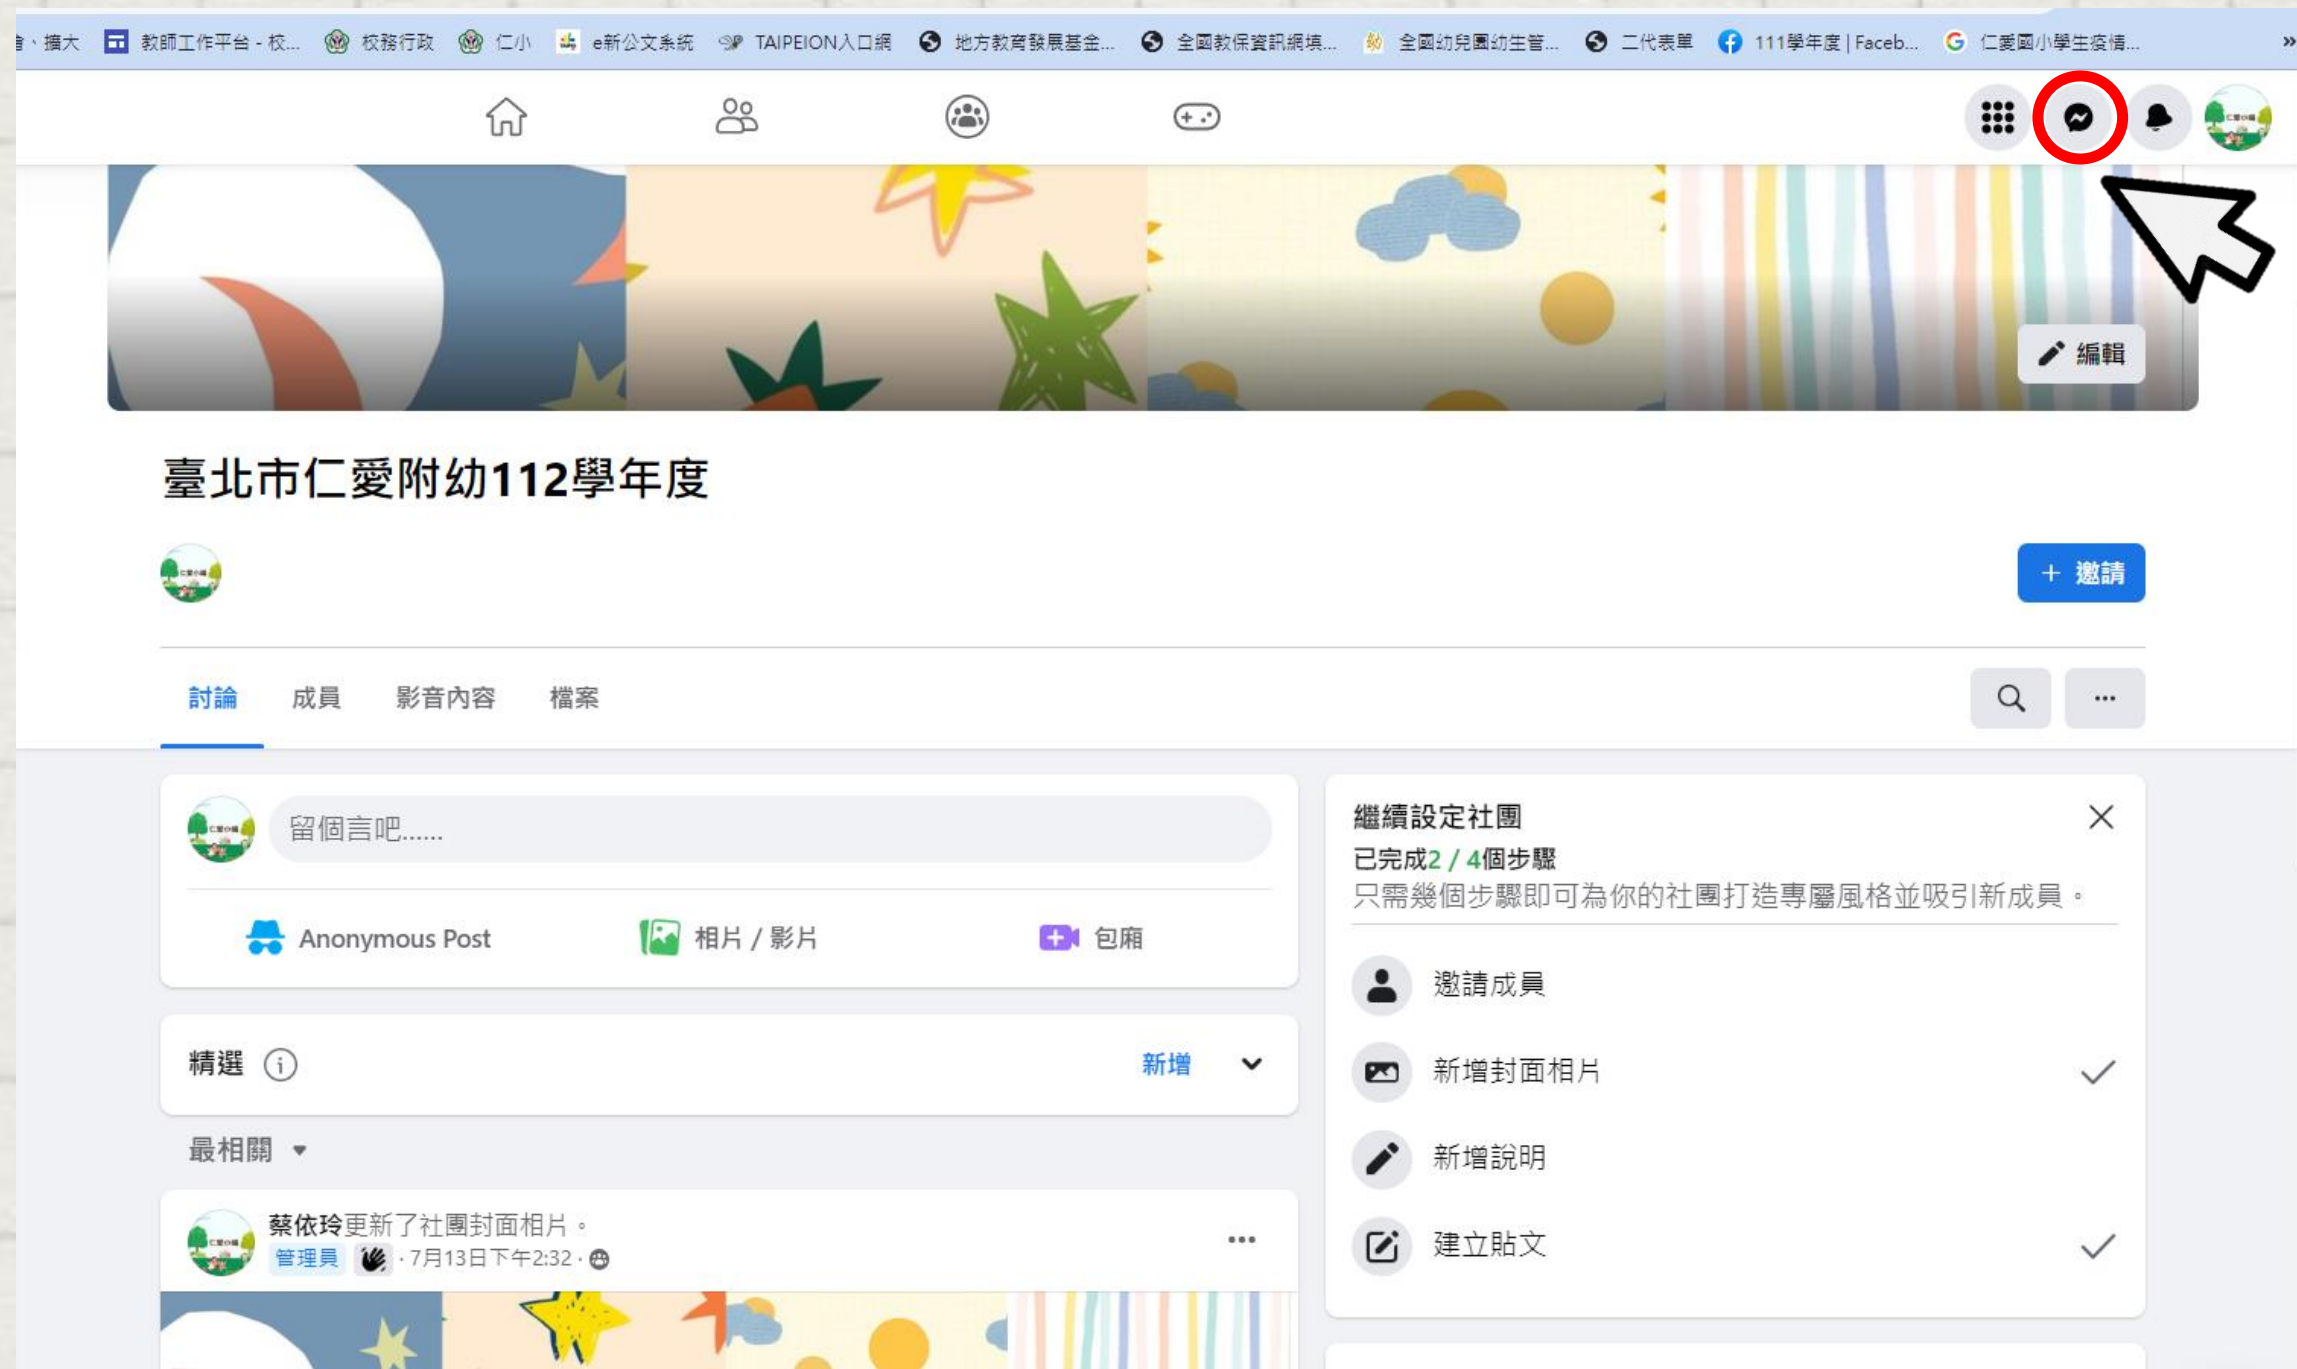 、擴大 教師工作平台 - 校... 校務行政 仁小 e新公文系統 TAIPEION入口網 地方教育發展基金... 全國教保資訊網填... 全國幼兒園幼生管... 二代表單 111學年度 | Faceb... 仁愛國小學生疫情... »
編輯
臺北市仁愛附幼112學年度
+ 邀請
討論 成員 影音內容 檔案
留個言吧......
Anonymous Post 相片 / 影片 包廂
精選 新增
最相關
蔡依玲更新了社團封面相片。
管理員 · 7月13日下午2:32 ·
繼續設定社團
已完成2 / 4個步驟
只需幾個步驟即可為你的社團打造專屬風格並吸引新成員。
邀請成員
新增封面相片
新增說明
建立貼文